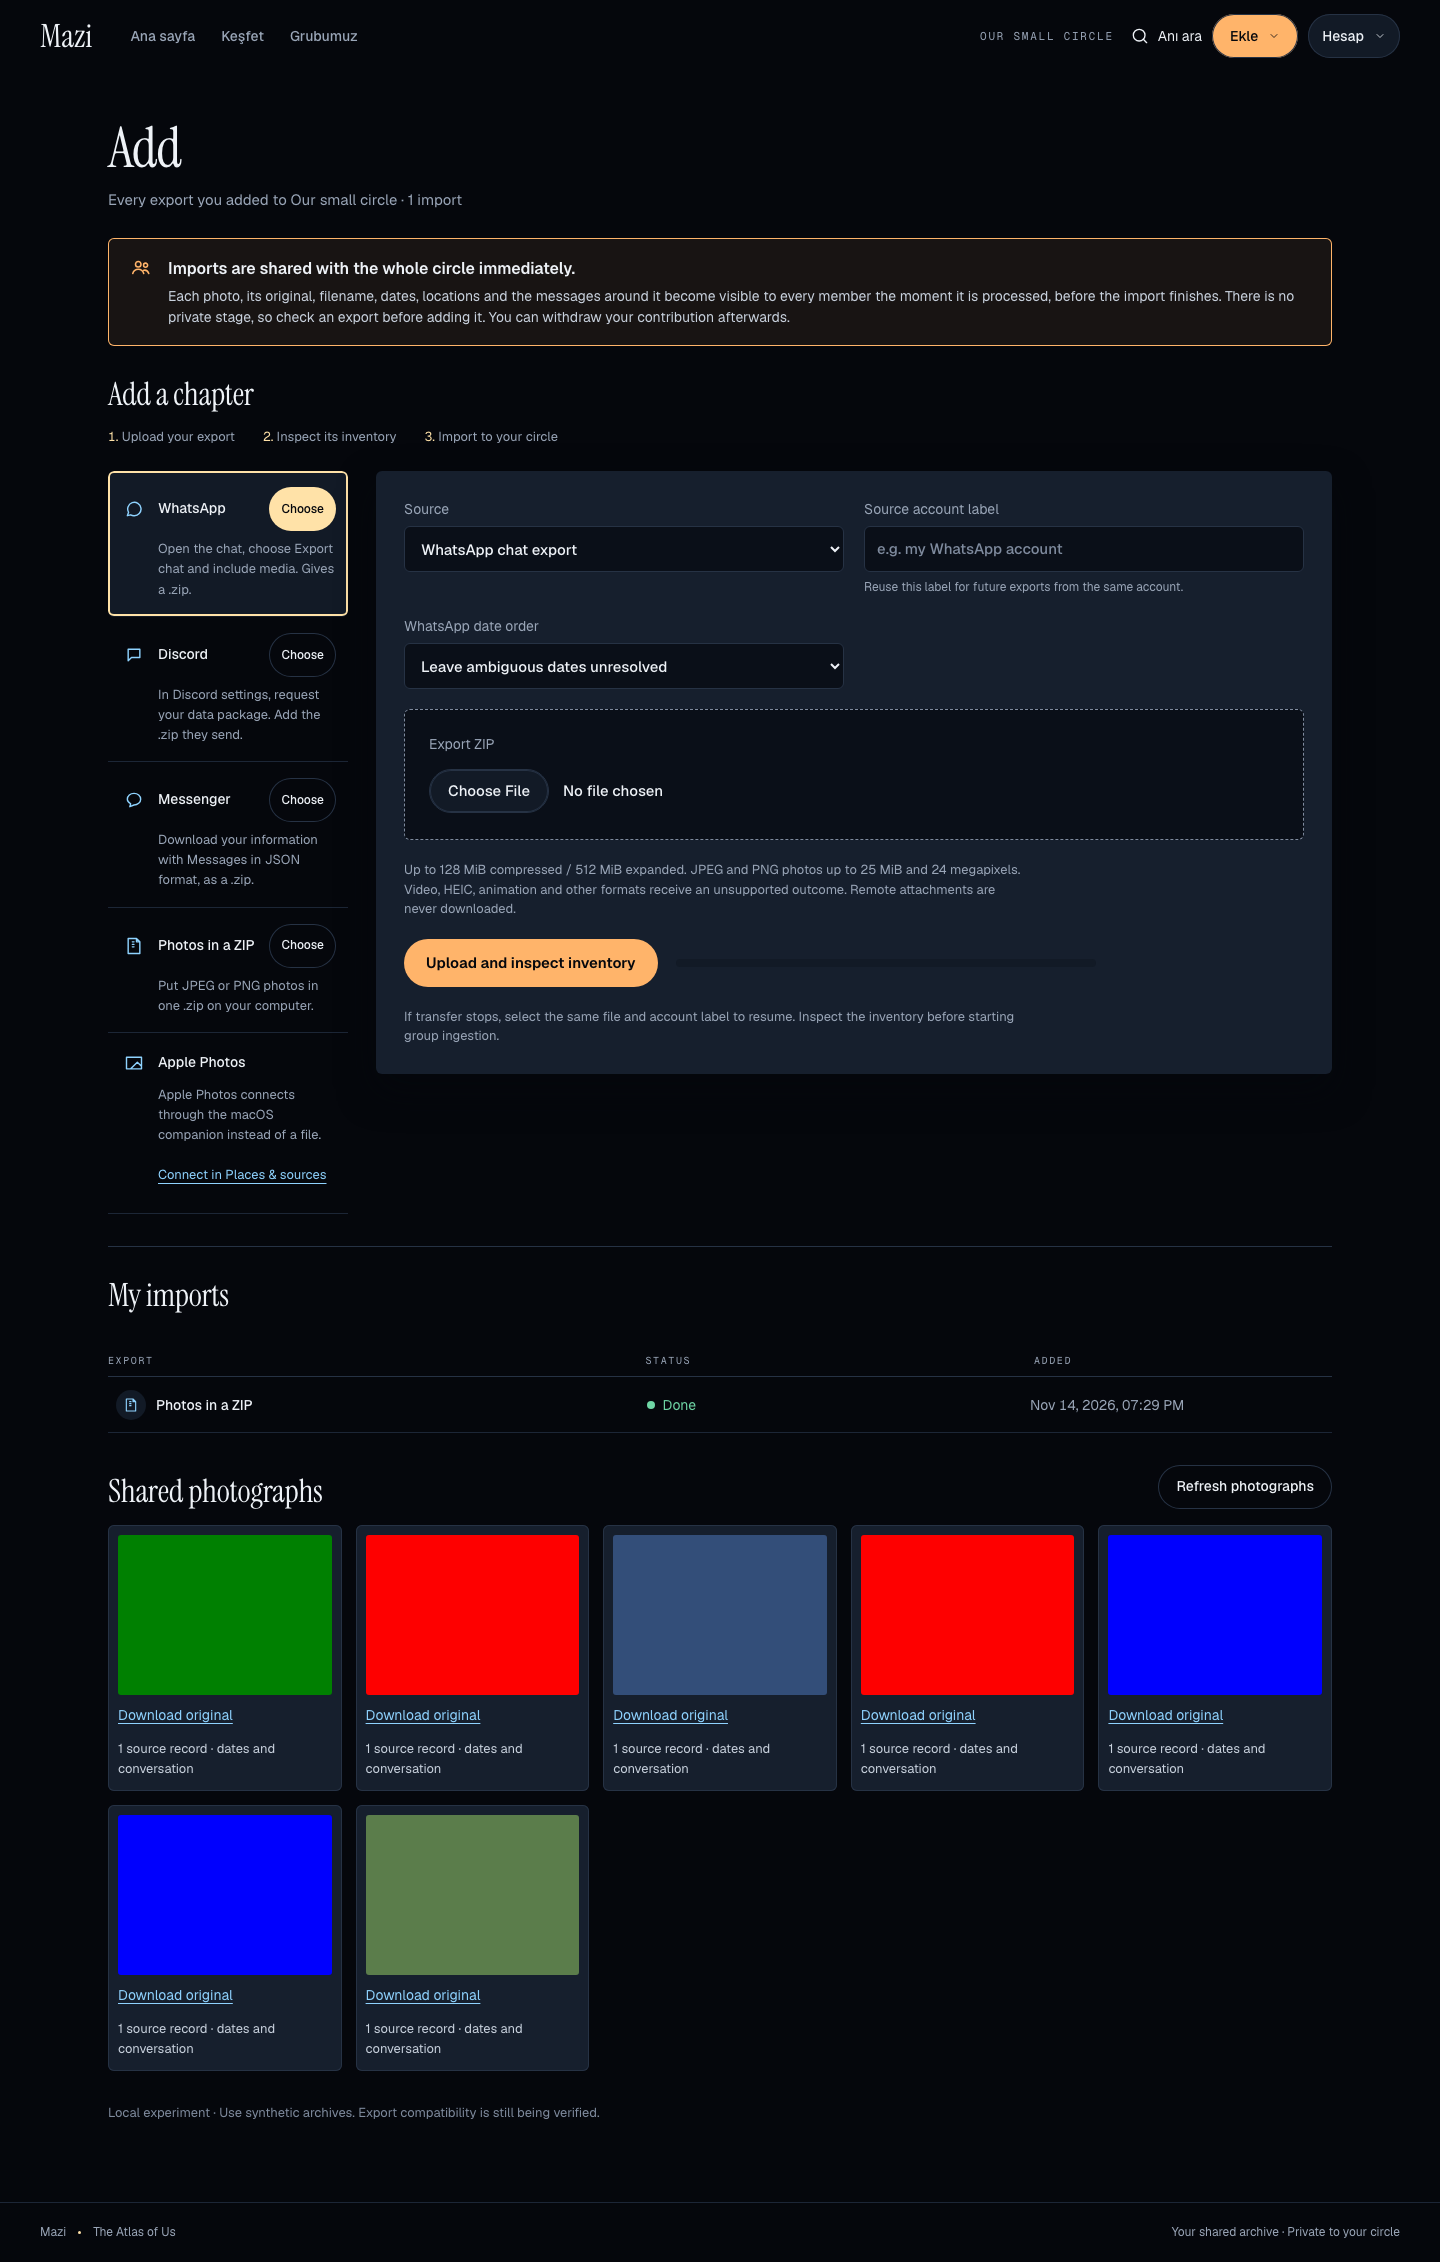 Mazi
Ana sayfa
Keşfet
Grubumuz
OUR SMALL CIRCLE
Anı ara
Ekle
Hesap
Add
Every export you added to Our small circle · 1 import
Imports are shared with the whole circle immediately.
Each photo, its original, filename, dates, locations and the messages around it become visible to every member the moment it is processed, before the import finishes. There is no
private stage, so check an export before adding it. You can withdraw your contribution afterwards.
Add a chapter
1. Upload your export
2. Inspect its inventory
3. Import to your circle
WhatsApp
Choose
Open the chat, choose Export
chat and include media. Gives
a .zip.
Discord
Choose
In Discord settings, request
your data package. Add the
.zip they send.
Messenger
Choose
Download your information
with Messages in JSON
format, as a .zip.
Photos in a ZIP
Choose
Put JPEG or PNG photos in
one .zip on your computer.
Apple Photos
Apple Photos connects
through the macOS
companion instead of a file.
Connect in Places & sources
Source
WhatsApp chat export
Source account label
e.g. my WhatsApp account
Reuse this label for future exports from the same account.
WhatsApp date order
Leave ambiguous dates unresolved
Export ZIP
Choose File
No file chosen
Up to 128 MiB compressed / 512 MiB expanded. JPEG and PNG photos up to 25 MiB and 24 megapixels.
Video, HEIC, animation and other formats receive an unsupported outcome. Remote attachments are
never downloaded.
Upload and inspect inventory
If transfer stops, select the same file and account label to resume. Inspect the inventory before starting
group ingestion.
My imports
EXPORT
STATUS
ADDED
Photos in a ZIP
Done
Nov 14, 2026, 07:29 PM
Shared photographs
Refresh photographs
Download original
1 source record · dates and
conversation
Download original
1 source record · dates and
conversation
Download original
1 source record · dates and
conversation
Download original
1 source record · dates and
conversation
Download original
1 source record · dates and
conversation
Download original
1 source record · dates and
conversation
Download original
1 source record · dates and
conversation
Local experiment · Use synthetic archives. Export compatibility is still being verified.
Mazi • The Atlas of Us
Your shared archive · Private to your circle